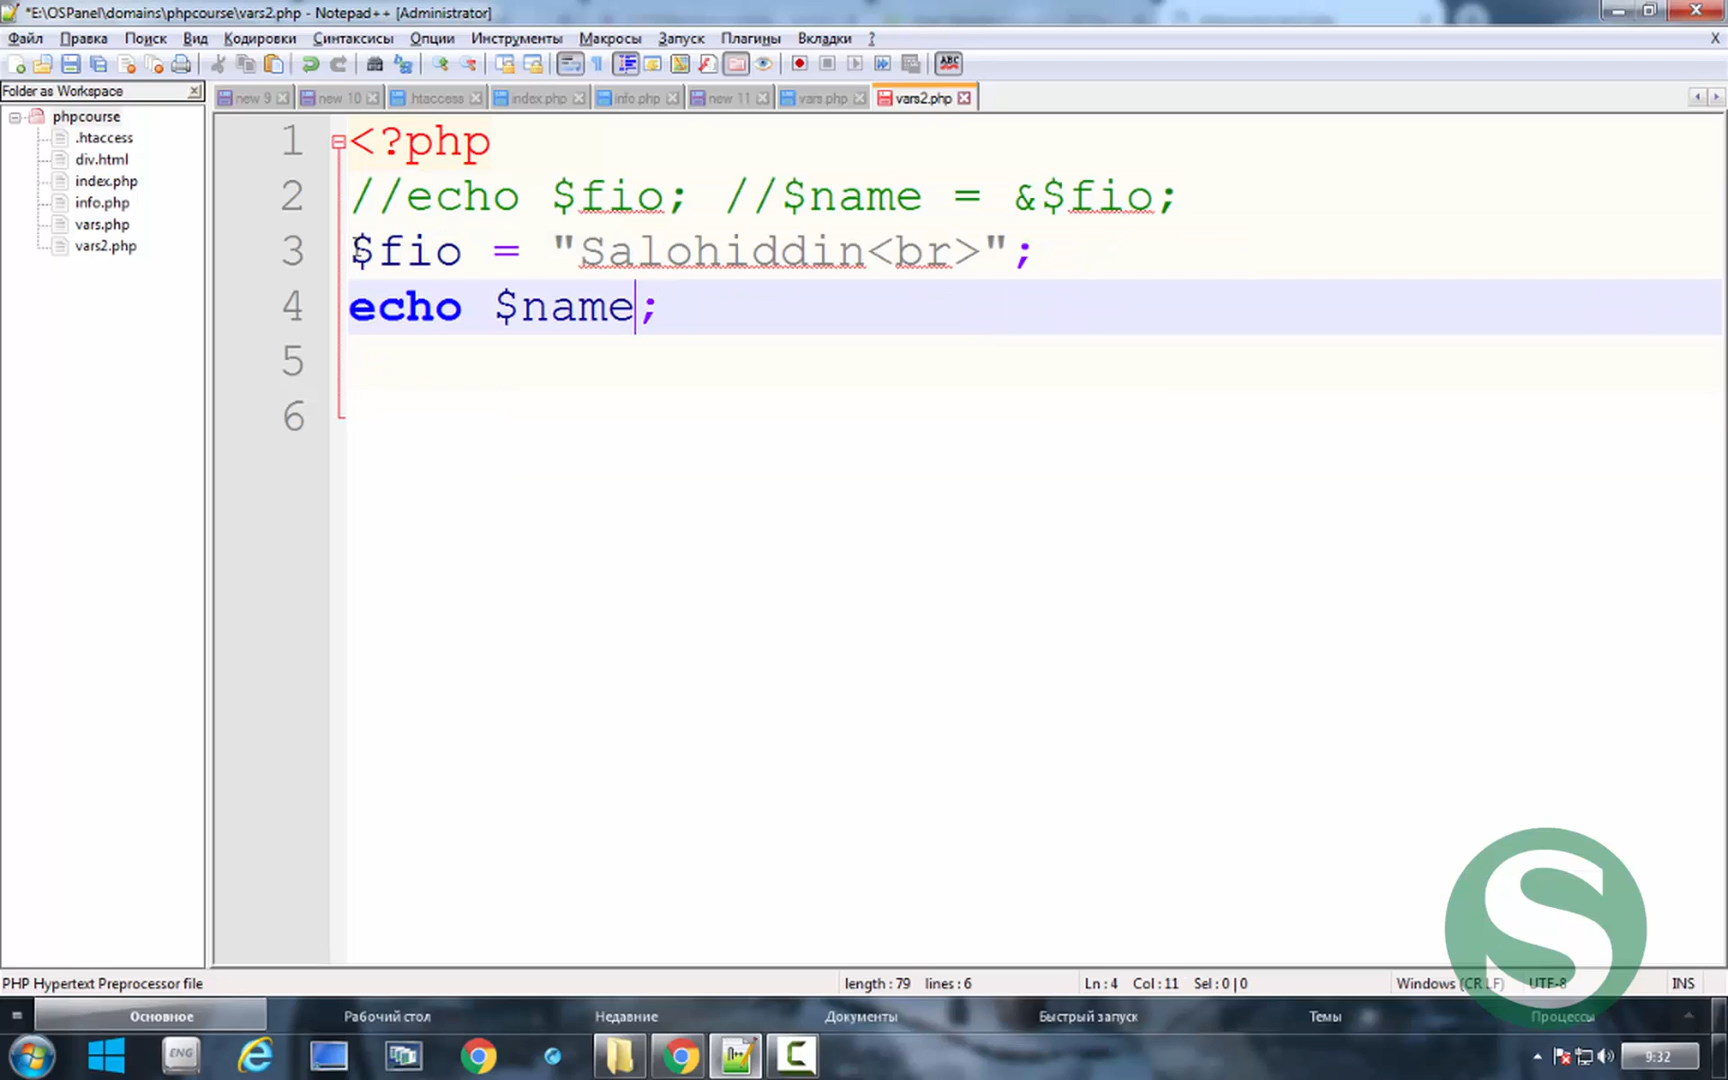 *E:\OSPanel\domains\phpcourse\vars2.php - Notepad++ [Administrator]
Файл Правка Поиск Вид Кодировки Синтаксисы Опции Инструменты Макросы Запуск Плагины Вкладки ? X
ABC
Folder as Workspace
new 9 new 10 .htaccess index.php info.php new 11 vars.php vars2.php
phpcourse
.htaccess
div.html
index.php
info.php
vars.php
vars2.php
1 <?php
2 //echo $fio; //$name = &$fio;
3 $fio = "Salohiddin<br>";
4 echo $name;
5
6
S
PHP Hypertext Preprocessor file length : 79 lines : 6 Ln : 4 Col : 11 Sel : 0 | 0 Windows (CR LF) UTF-8 INS
Основное Рабочий стол Недавние Документы Быстрый запуск Темы Процессы
ENG 9:32